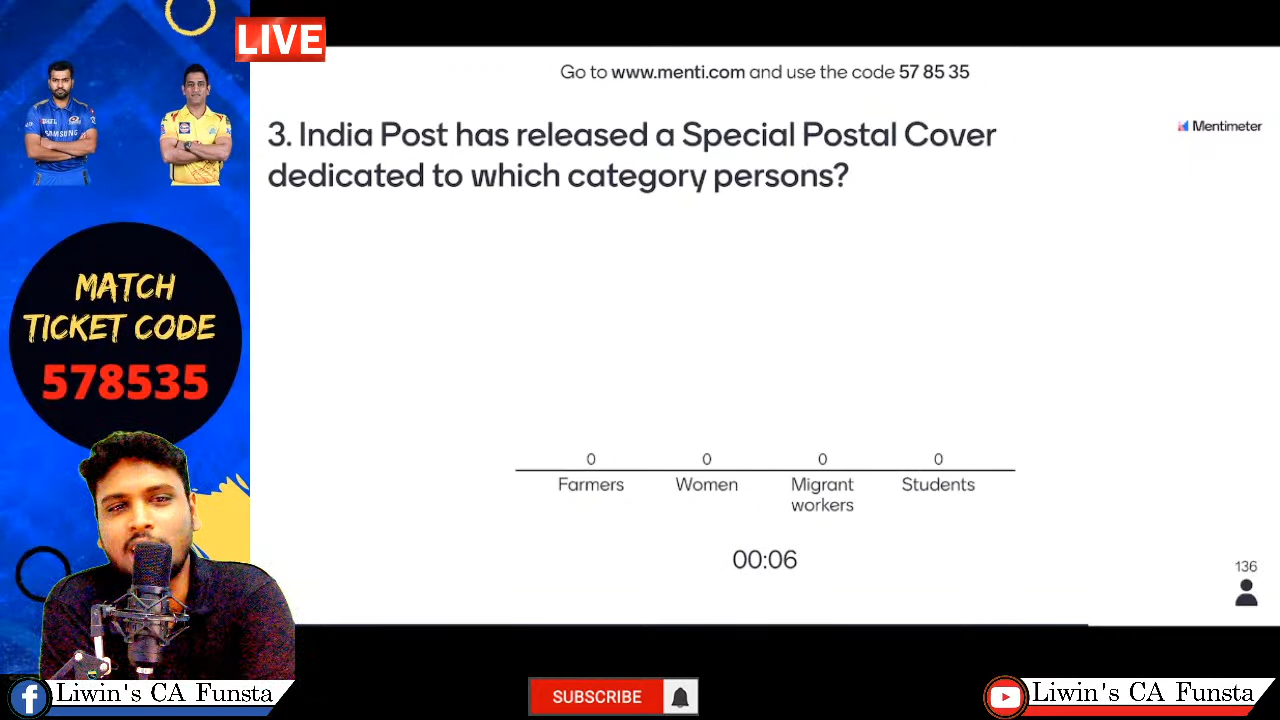 LIVE
Go to www.menti.com and use the code 57 85 35
3. India Post has released a Special Postal Cover
dedicated to which category persons?
Mentimeter
SAMSUNG
MATCH
TICKET CODE
578535
0 0 0 0
Farmers Women Migrant workers Students
00:06
136
Liwin's CA Funsta
SUBSCRIBE
Liwin's CA Funsta